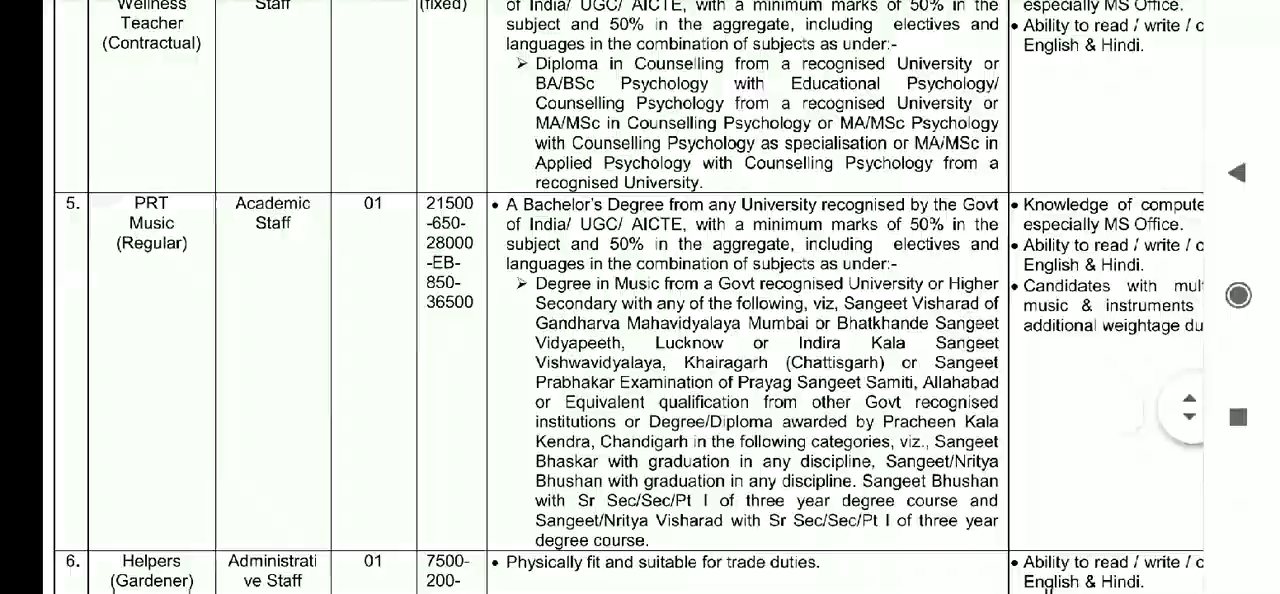 Wellness Staff (fixed) of India/ UGC/ AICTE, with a minimum marks of 50% in the especially MS Office.
Teacher subject and 50% in the aggregate, including electives and • Ability to read / write / c
(Contractual) languages in the combination of subjects as under:- English & Hindi.
➢ Diploma in Counselling from a recognised University or
BA/BSc Psychology with Educational Psychology/
Counselling Psychology from a recognised University or
MA/MSc in Counselling Psychology or MA/MSc Psychology
with Counselling Psychology as specialisation or MA/MSc in
Applied Psychology with Counselling Psychology from a
recognised University.
5. PRT Academic 01 21500 • A Bachelor's Degree from any University recognised by the Govt • Knowledge of compute
Music Staff -650- of India/ UGC/ AICTE, with a minimum marks of 50% in the especially MS Office.
(Regular) 28000 subject and 50% in the aggregate, including electives and • Ability to read / write / c
-EB- languages in the combination of subjects as under:- English & Hindi.
850- ➢ Degree in Music from a Govt recognised University or Higher • Candidates with mul
36500 Secondary with any of the following, viz, Sangeet Visharad of music & instruments
Gandharva Mahavidyalaya Mumbai or Bhatkhande Sangeet additional weightage du
Vidyapeeth, Lucknow or Indira Kala Sangeet
Vishwavidyalaya, Khairagarh (Chattisgarh) or Sangeet
Prabhakar Examination of Prayag Sangeet Samiti, Allahabad
or Equivalent qualification from other Govt recognised
institutions or Degree/Diploma awarded by Pracheen Kala
Kendra, Chandigarh in the following categories, viz., Sangeet
Bhaskar with graduation in any discipline, Sangeet/Nritya
Bhushan with graduation in any discipline. Sangeet Bhushan
with Sr Sec/Sec/Pt I of three year degree course and
Sangeet/Nritya Visharad with Sr Sec/Sec/Pt I of three year
degree course.
6. Helpers Administrati 01 7500- • Physically fit and suitable for trade duties. • Ability to read / write / c
(Gardener) ve Staff 200- English & Hindi.